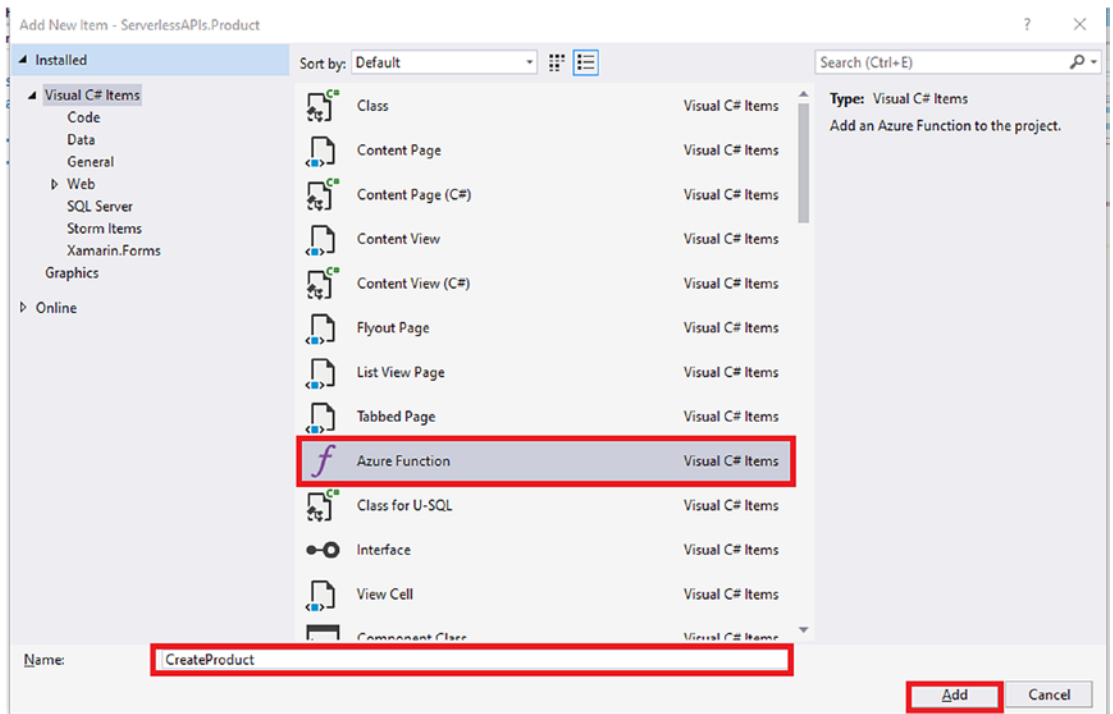 Add New Item - ServerlessAPIs.Product
? ×
Installed
Sort by: Default
Search (Ctrl+E)
Visual C# Items
Code
Data
General
Web
SQL Server
Storm Items
Xamarin.Forms
Graphics
Online
Class Visual C# Items
Content Page Visual C# Items
Content Page (C#) Visual C# Items
Content View Visual C# Items
Content View (C#) Visual C# Items
Flyout Page Visual C# Items
List View Page Visual C# Items
Tabbed Page Visual C# Items
Azure Function Visual C# Items
Class for U-SQL Visual C# Items
Interface Visual C# Items
View Cell Visual C# Items
Component Class Visual C# Items
Type: Visual C# Items
Add an Azure Function to the project.
Name: CreateProduct
Add Cancel